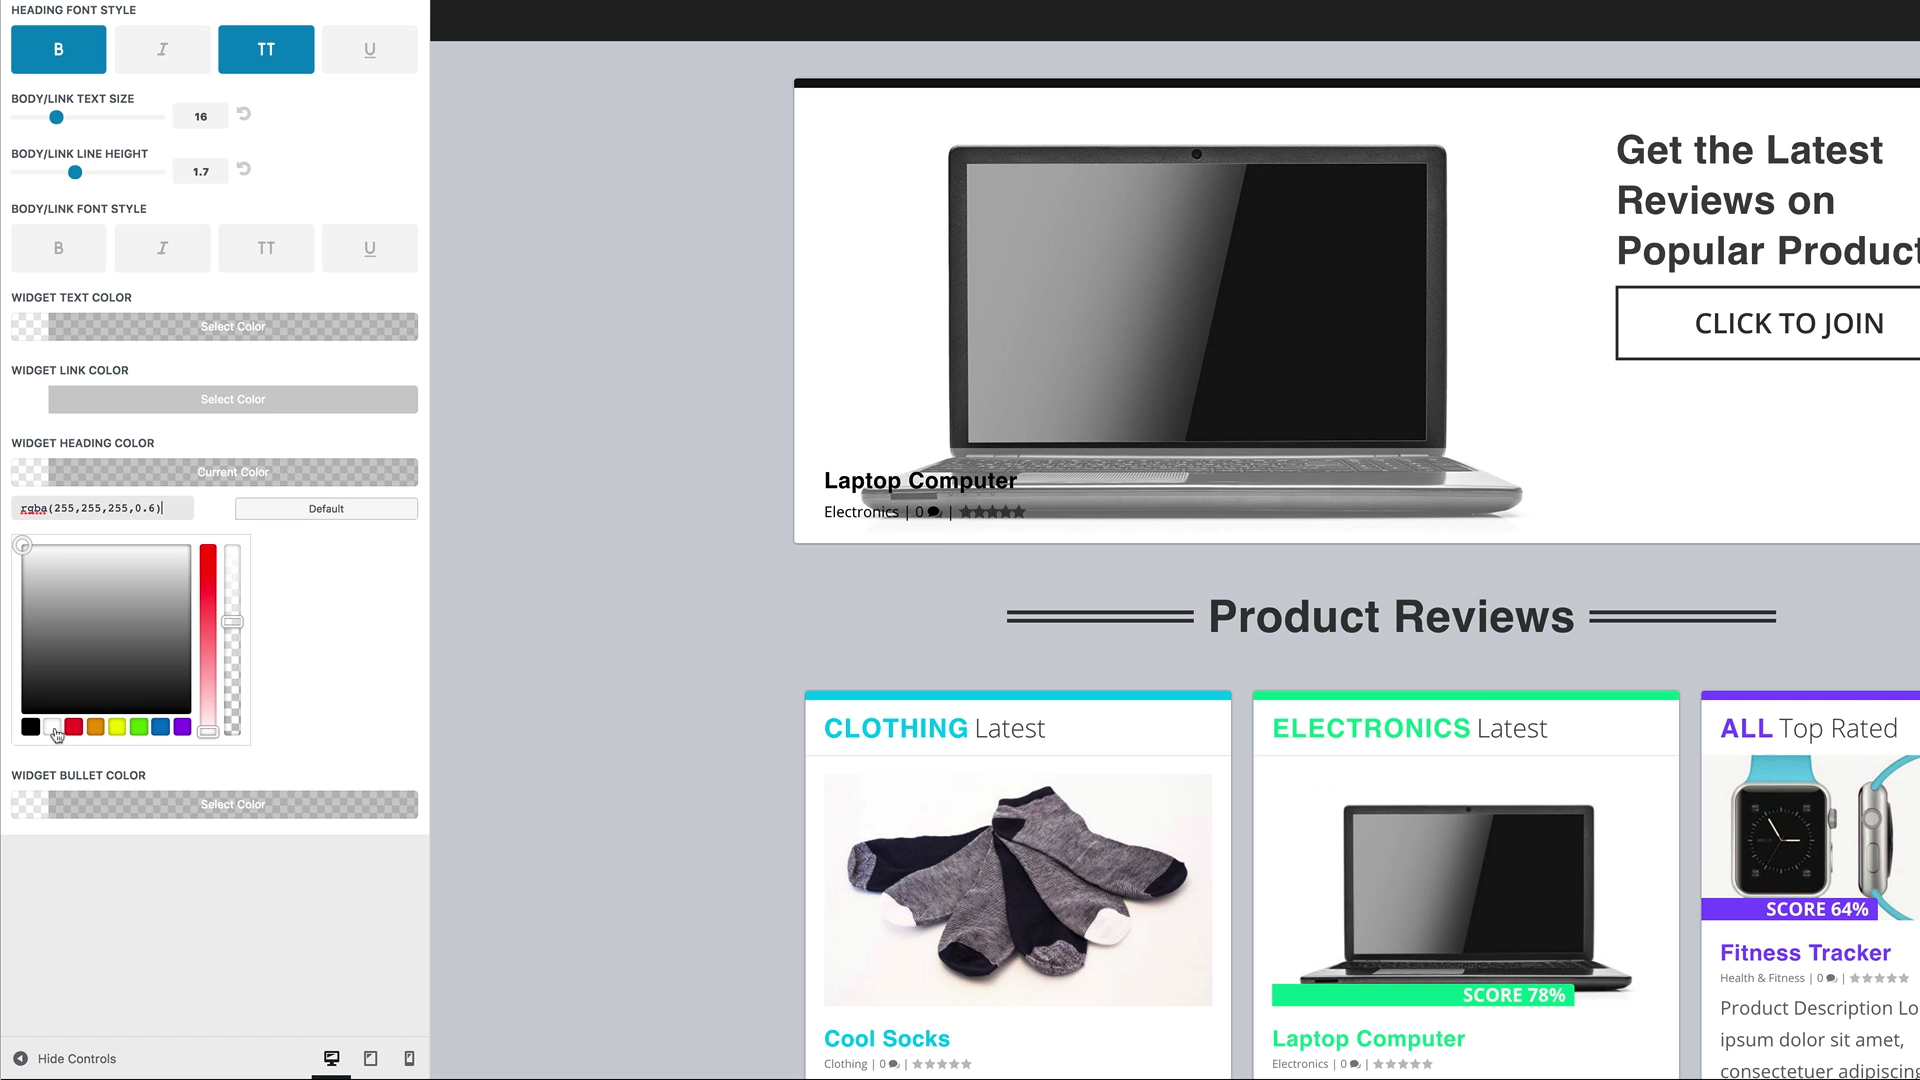 HEADING FONT STYLE
B I TT U
BODY/LINK TEXT SIZE
16
BODY/LINK LINE HEIGHT
1.7
BODY/LINK FONT STYLE
B I TT U
WIDGET TEXT COLOR
Select Color
WIDGET LINK COLOR
Select Color
WIDGET HEADING COLOR
Current Color
rgba(255,255,255,0.6)
Default
WIDGET BULLET COLOR
Select Color
Hide Controls
Get the Latest
Reviews on
Popular Product
CLICK TO JOIN
Laptop Computer
Electronics | 0 |
Product Reviews
CLOTHING Latest
Cool Socks
Clothing | 0 |
ELECTRONICS Latest
SCORE 78%
Laptop Computer
Electronics | 0 |
ALL Top Rated
SCORE 64%
Fitness Tracker
Health & Fitness | 0 |
Product Description Lo
ipsum dolor sit amet,
consectetuer adipiscing